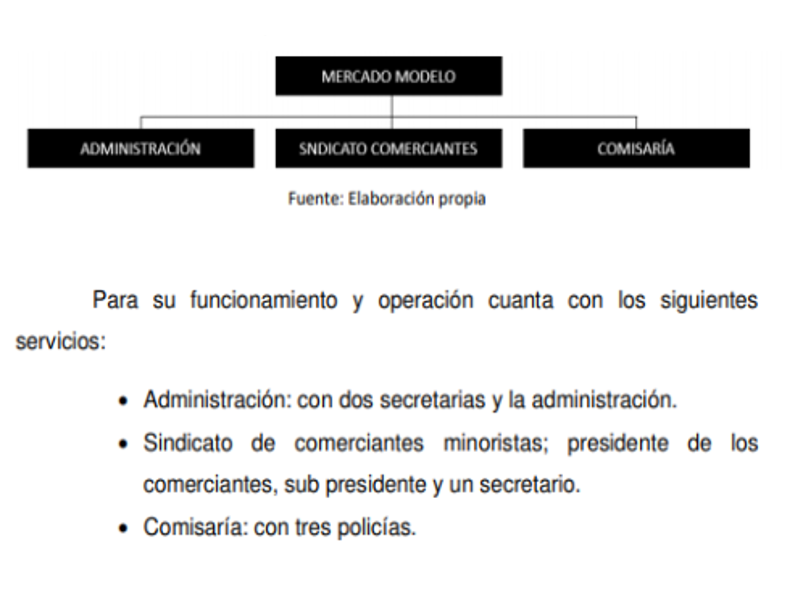 MERCADO MODELO
ADMINISTRACIÓN SNDICATO COMERCIANTES COMISARÍA
Fuente: Elaboración propia
Para su funcionamiento y operación cuanta con los siguientes
servicios:
• Administración: con dos secretarias y la administración.
• Sindicato de comerciantes minoristas; presidente de los
comerciantes, sub presidente y un secretario.
• Comisaría: con tres policías.